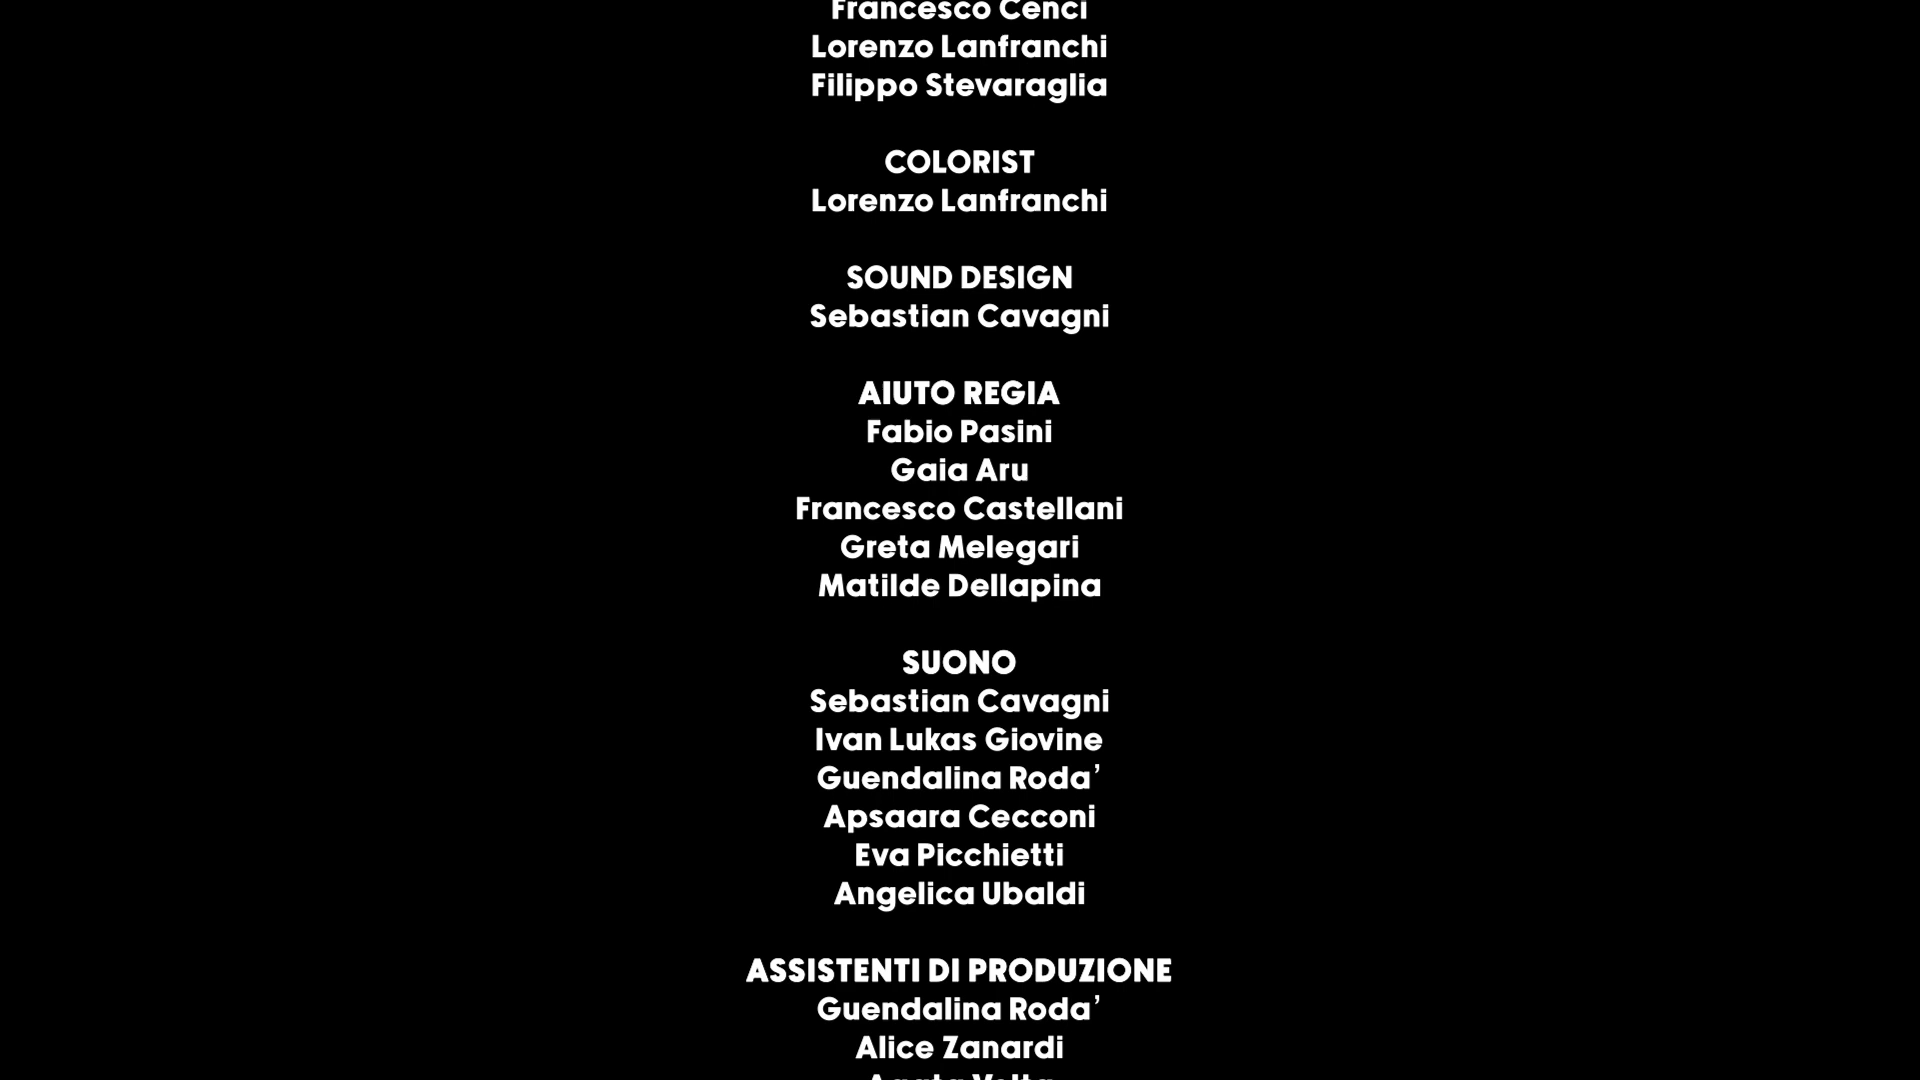 Francesco Cenci
Lorenzo Lanfranchi
Filippo Stevaraglia
COLORIST
Lorenzo Lanfranchi
SOUND DESIGN
Sebastian Cavagni
AIUTO REGIA
Fabio Pasini
Gaia Aru
Francesco Castellani
Greta Melegari
Matilde Dellapina
SUONO
Sebastian Cavagni
Ivan Lukas Giovine
Guendalina Roda’
Apsaara Cecconi
Eva Picchietti
Angelica Ubaldi
ASSISTENTI DI PRODUZIONE
Guendalina Roda’
Alice Zanardi